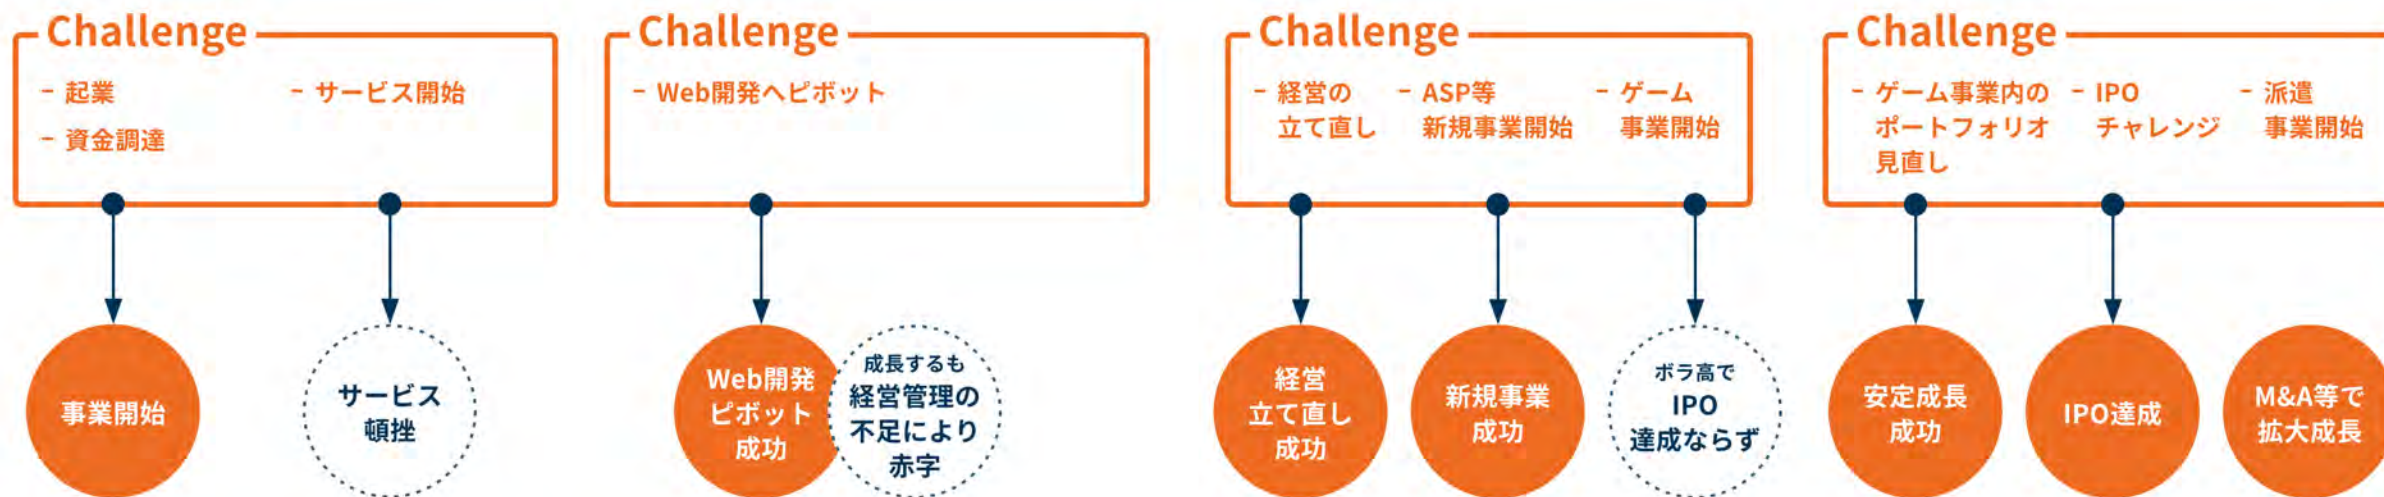 Challenge
- 起業
- 資金調達
- サービス開始
事業開始
サービス
頓挫
Challenge
- Web開発へピボット
Web開発
ピボット
成功
成長するも
経営管理の
不足により
赤字
Challenge
- 経営の
立て直し
- ASP等
新規事業開始
- ゲーム
事業開始
経営
立て直し
成功
新規事業
成功
ボラ高で
IPO
達成ならず
Challenge
- ゲーム事業内の
ポートフォリオ
見直し
- IPO
チャレンジ
- 派遣
事業開始
安定成長
成功
IPO達成
M&A等で
拡大成長